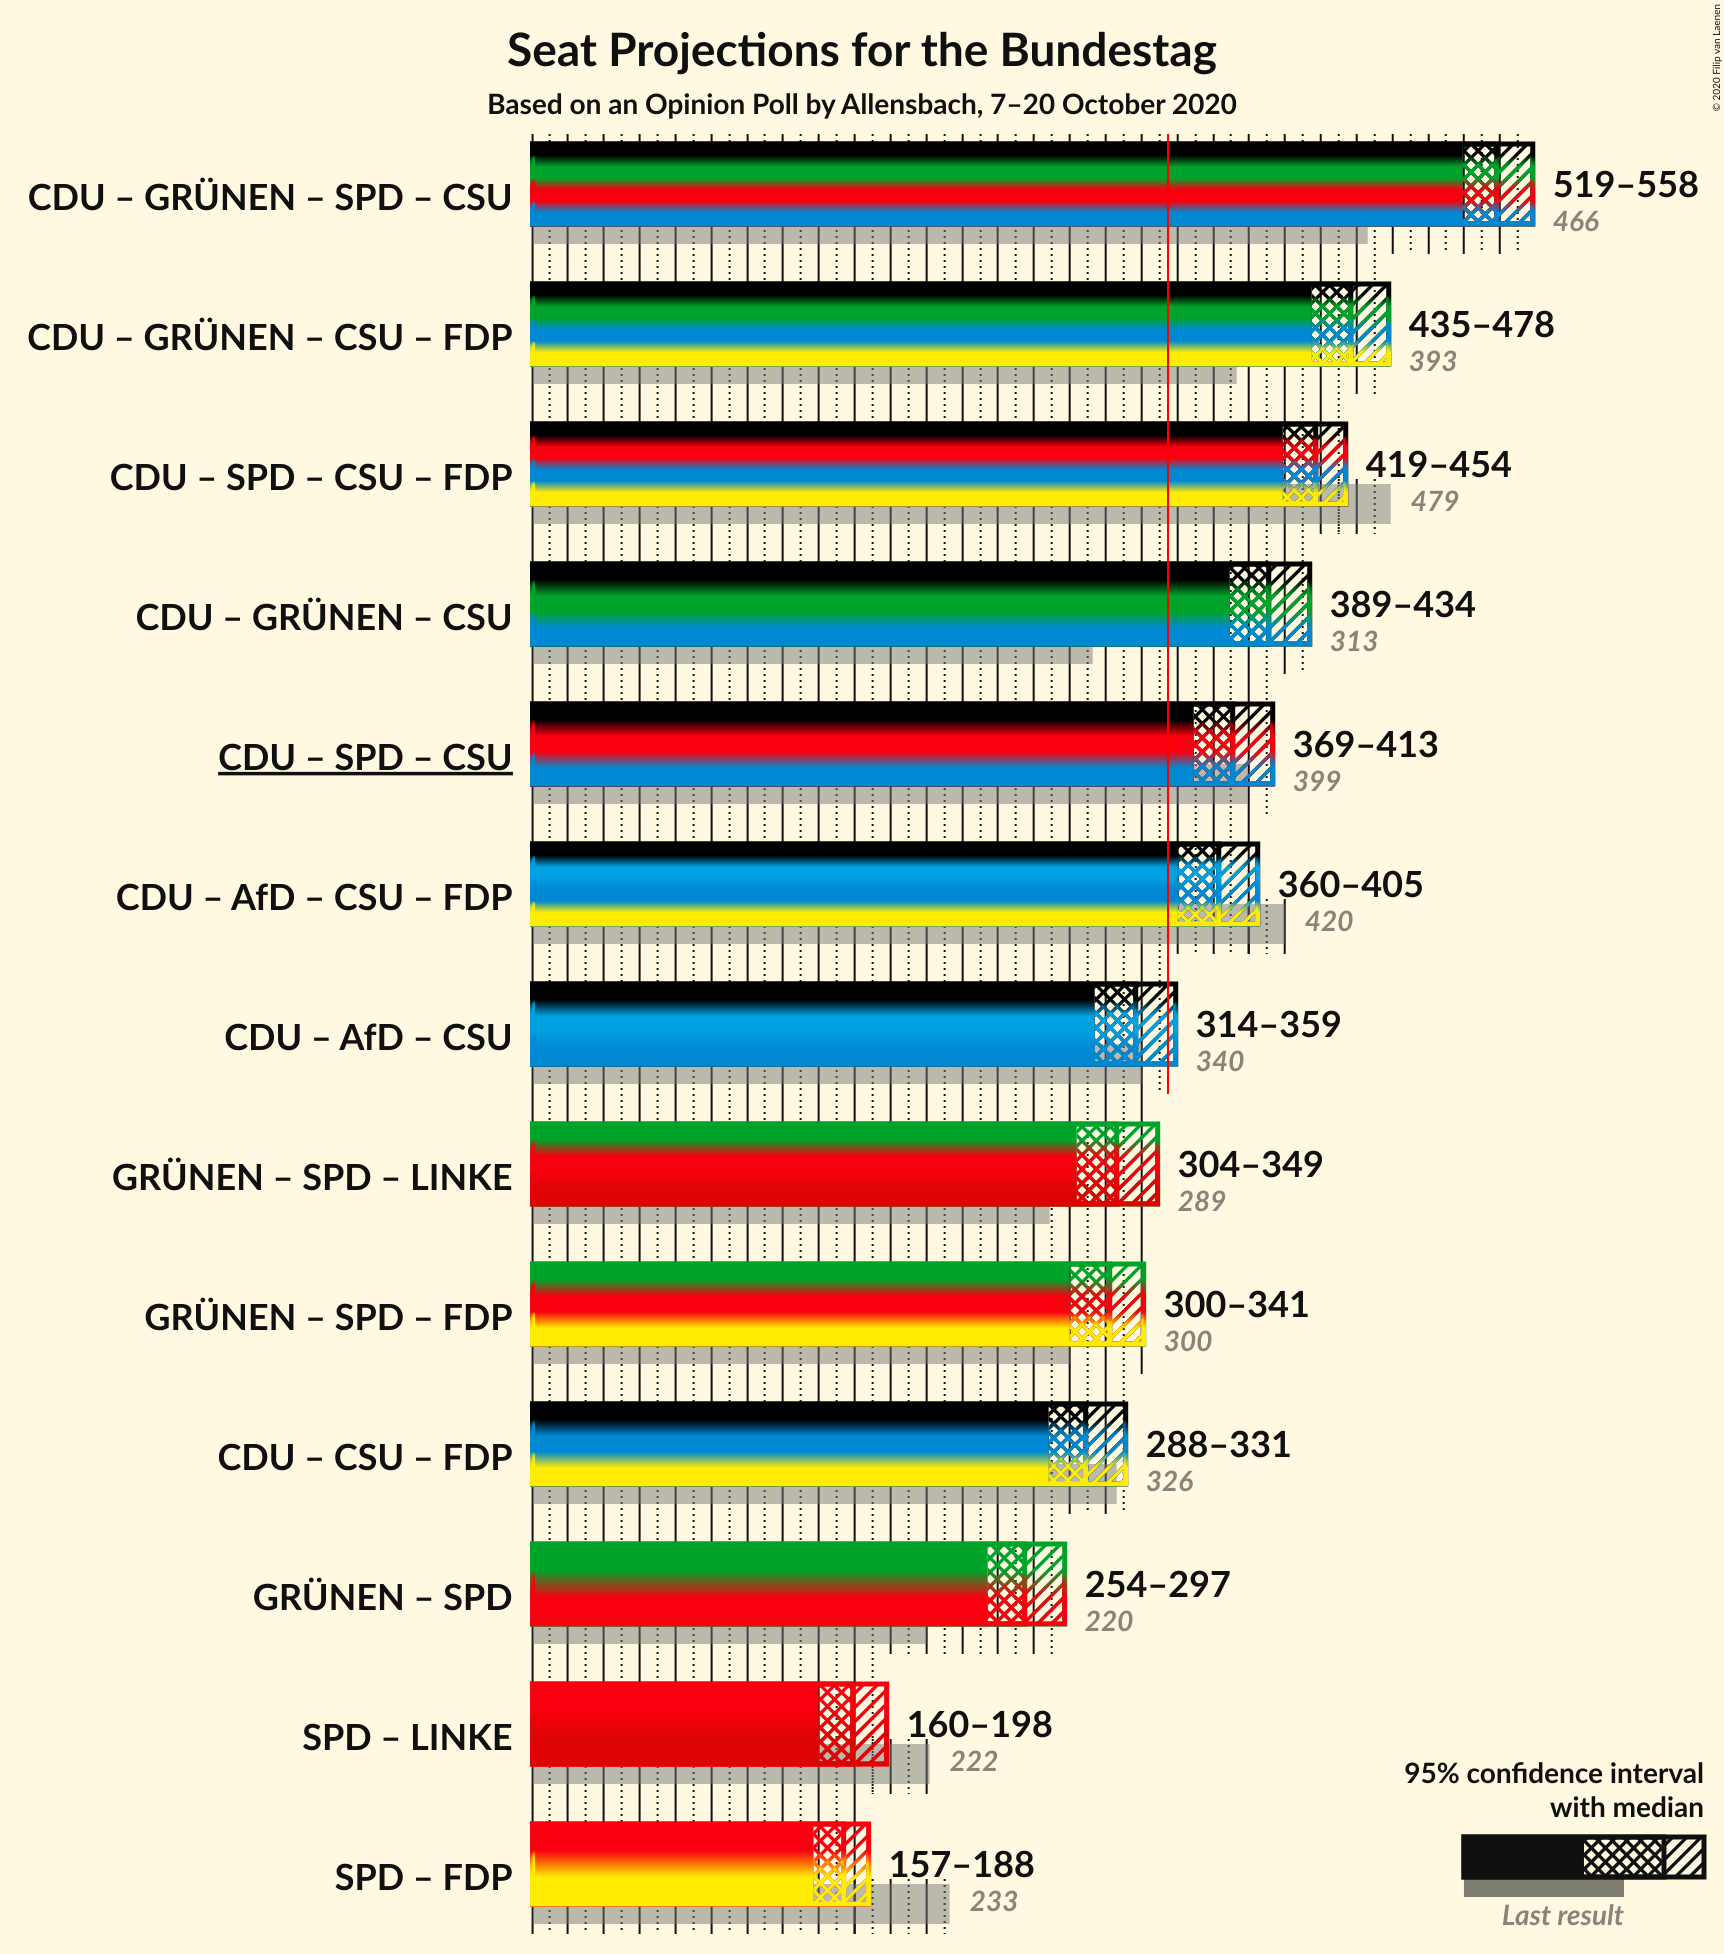 Seat Projections for the Bundestag
Based on an Opinion Poll by Allensbach, 7–20 October 2020
© 2020 Filip van Laenen
CDU – GRÜNEN – SPD – CSU
519–558
466
CDU – GRÜNEN – CSU – FDP
435–478
393
CDU – SPD – CSU – FDP
419–454
479
CDU – GRÜNEN – CSU
389–434
313
CDU – SPD – CSU
369–413
399
CDU – AfD – CSU – FDP
360–405
420
CDU – AfD – CSU
314–359
340
GRÜNEN – SPD – LINKE
304–349
289
GRÜNEN – SPD – FDP
300–341
300
CDU – CSU – FDP
288–331
326
GRÜNEN – SPD
254–297
220
SPD – LINKE
160–198
222
SPD – FDP
157–188
233
95% confidence interval
with median
Last result